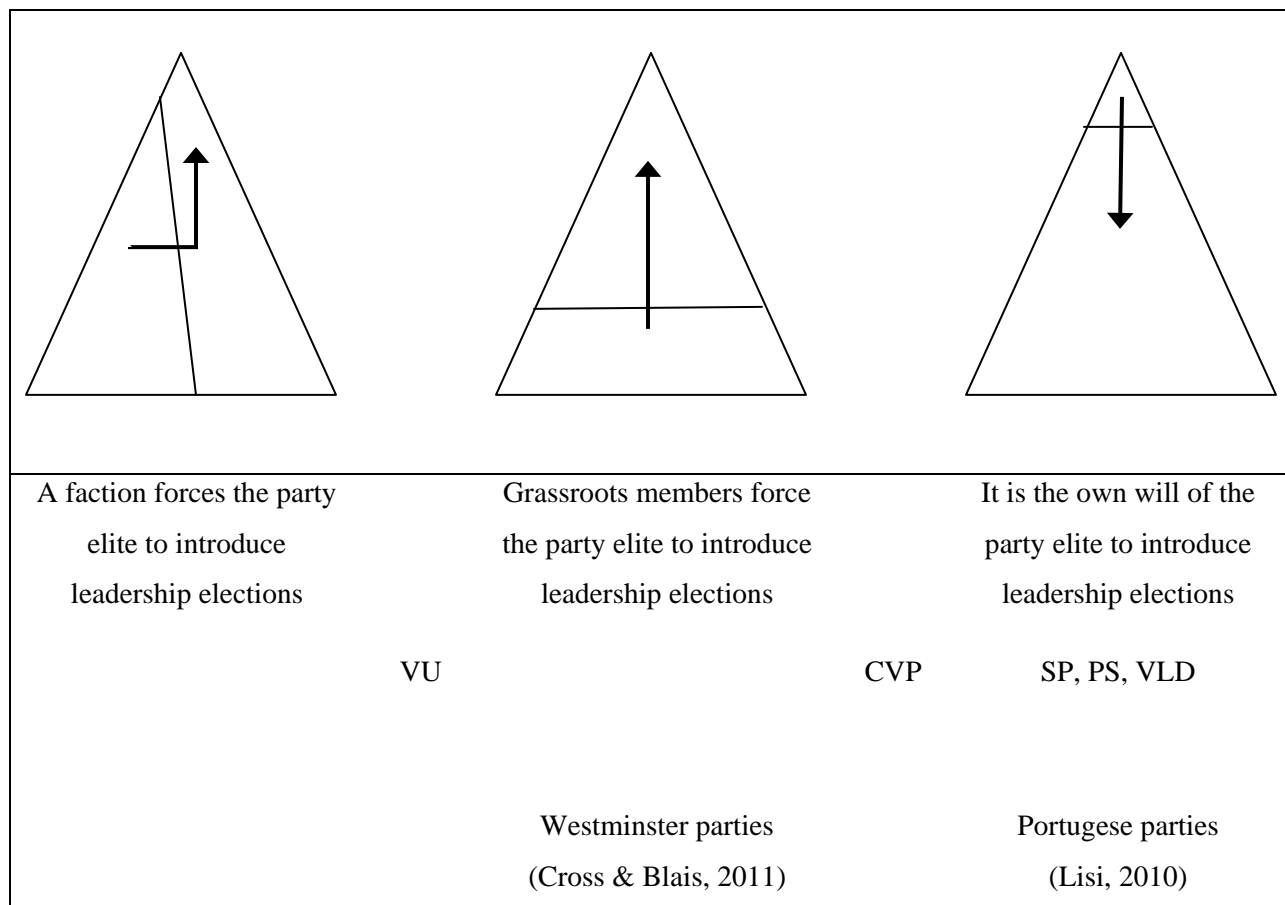 A faction forces the party
elite to introduce
leadership elections
Grassroots members force
the party elite to introduce
leadership elections
It is the own will of the
party elite to introduce
leadership elections
VU
CVP
SP, PS, VLD
Westminster parties
(Cross & Blais, 2011)
Portugese parties
(Lisi, 2010)